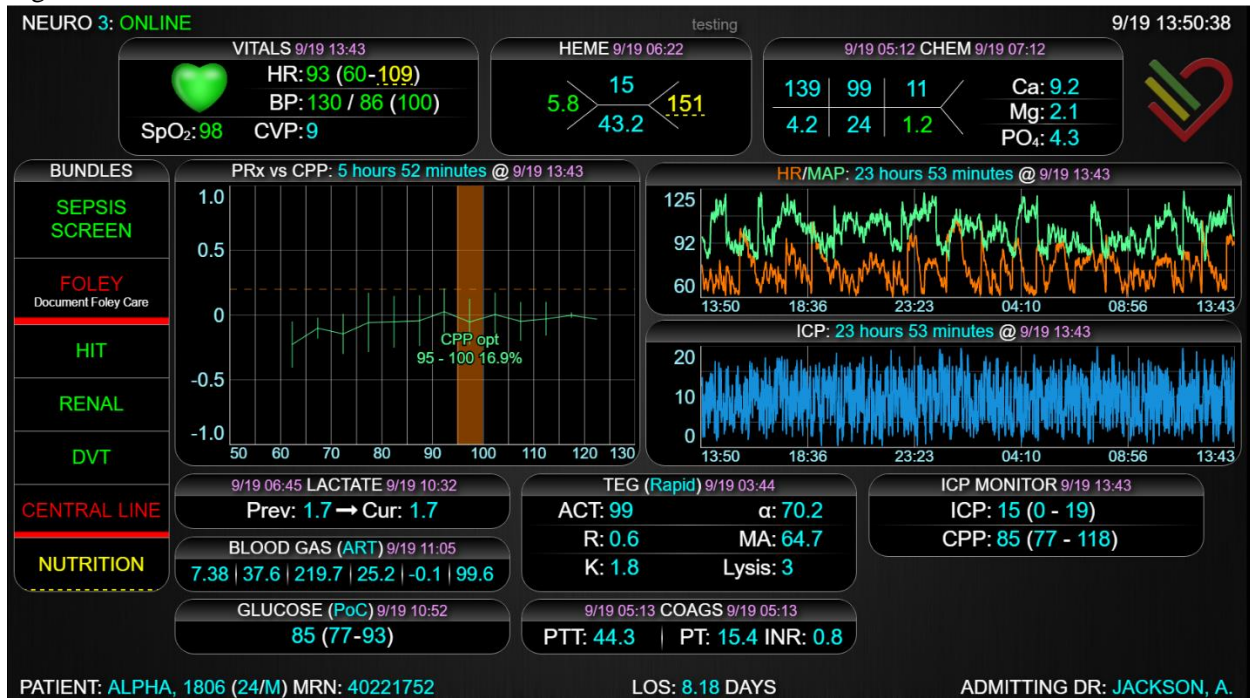 NEURO 3: ONLINE
testing
9/19 13:50:38
VITALS 9/19 13:43
HR: 93 (60-109)
BP: 130 / 86 (100)
SpO₂: 98 CVP: 9
HEME 9/19 06:22
15
5.8 151
43.2
9/19 05:12 CHEM 9/19 07:12
139 99 11
4.2 24 1.2
Ca: 9.2
Mg: 2.1
PO₄: 4.3
BUNDLES
SEPSIS
SCREEN
FOLEY
Document Foley Care
HIT
RENAL
DVT
CENTRAL LINE
NUTRITION
PRx vs CPP: 5 hours 52 minutes @ 9/19 13:43
1.0
0.5
0
-0.5
-1.0
CPP opt
95 - 100 16.9%
50 60 70 80 90 100 110 120 130
HR/MAP: 23 hours 53 minutes @ 9/19 13:43
125
92
60
13:50 18:36 23:23 04:10 08:56 13:43
ICP: 23 hours 53 minutes @ 9/19 13:43
20
10
0
13:50 18:36 23:23 04:10 08:56 13:43
9/19 06:45 LACTATE 9/19 10:32
Prev: 1.7 → Cur: 1.7
BLOOD GAS (ART) 9/19 11:05
7.38 | 37.6 | 219.7 | 25.2 | -0.1 | 99.6
GLUCOSE (PoC) 9/19 10:52
85 (77-93)
TEG (Rapid) 9/19 03:44
ACT: 99 α: 70.2
R: 0.6 MA: 64.7
K: 1.8 Lysis: 3
9/19 05:13 COAGS 9/19 05:13
PTT: 44.3 PT: 15.4 INR: 0.8
ICP MONITOR 9/19 13:43
ICP: 15 (0 - 19)
CPP: 85 (77 - 118)
PATIENT: ALPHA, 1806 (24/M) MRN: 40221752
LOS: 8.18 DAYS
ADMITTING DR: JACKSON, A.